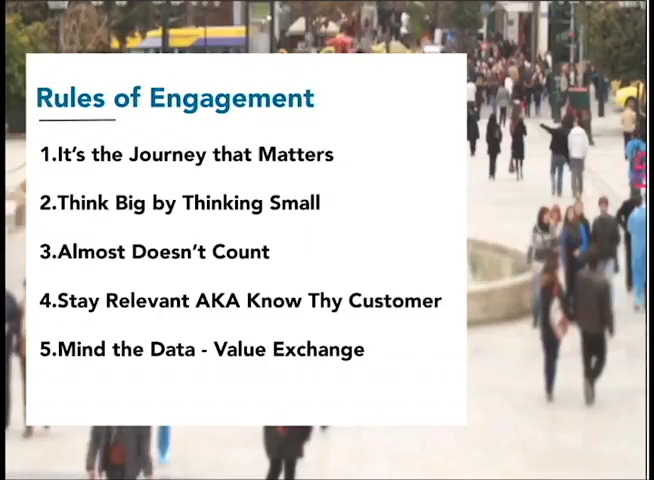 Rules of Engagement
1.It's the Journey that Matters
2.Think Big by Thinking Small
3.Almost Doesn't Count
4.Stay Relevant AKA Know Thy Customer
5.Mind the Data - Value Exchange